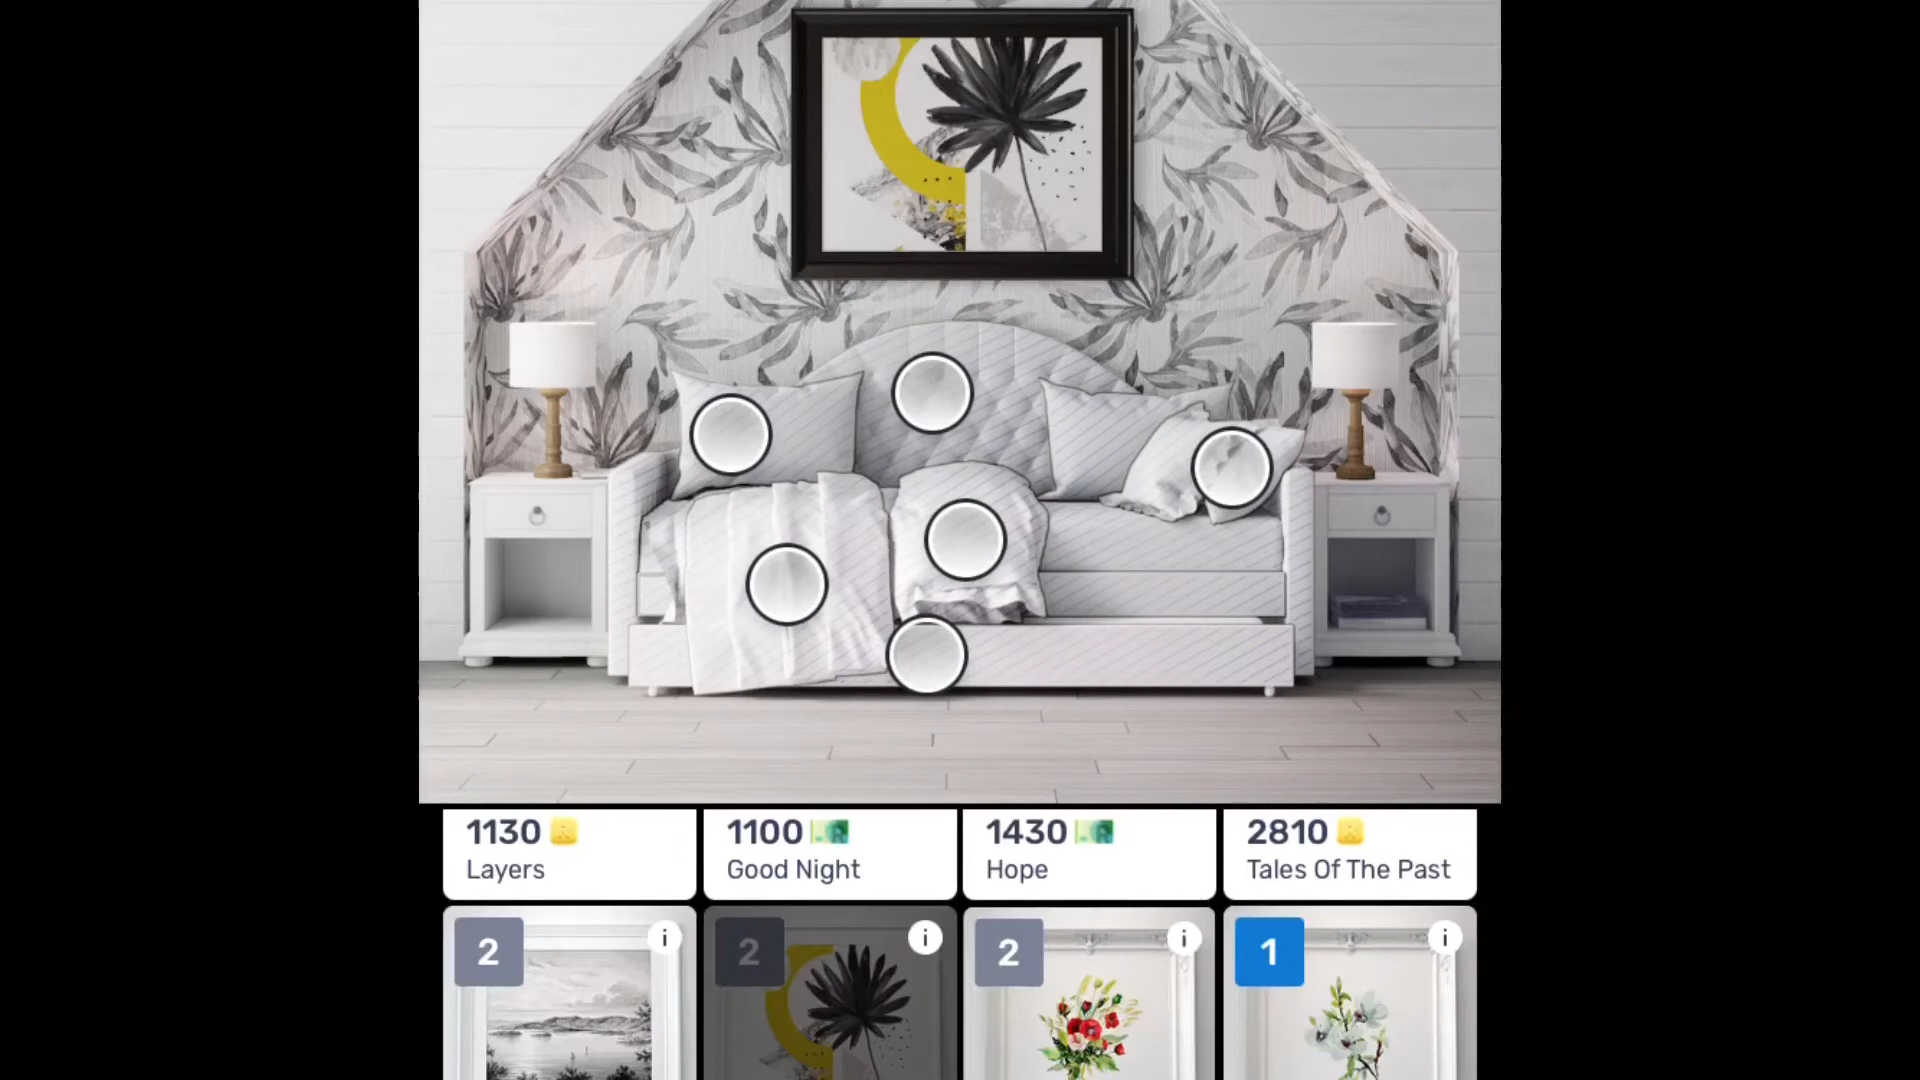 1130
Layers
1100
Good Night
1430
Hope
2810
Tales Of The Past
2
i
2
i
2
i
1
i